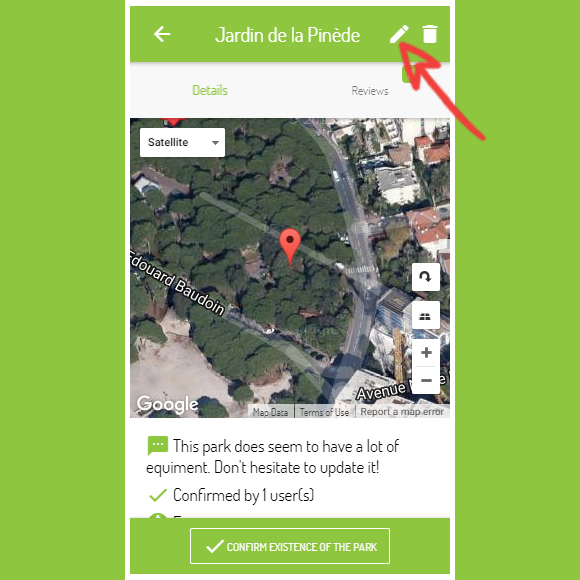 Jardin de la Pinède
Details
Reviews
Satellite
Edouard Baudoin
Avenue
Google
Map Data
Terms of Use
Report a map error
This park does seem to have a lot of
equiment. Don't hesitate to update it!
Confirmed by 1 user(s)
CONFIRM EXISTENCE OF THE PARK